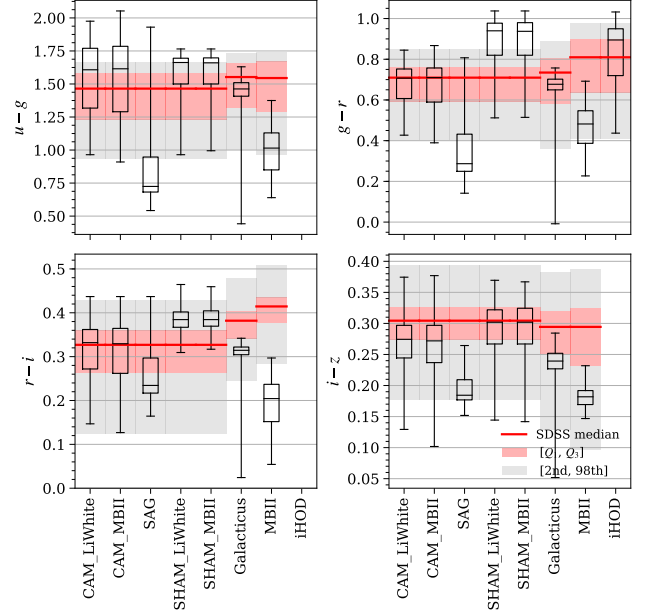 2.00
1.75
1.50
1.25
1.00
0.75
0.50
u − g
1.0
0.8
0.6
0.4
0.2
0.0
g − r
0.5
0.4
0.3
0.2
0.1
0.0
r − i
0.40
0.35
0.30
0.25
0.20
0.15
0.10
0.05
i − z
SDSS median
[Q , Q₃]
[2nd, 98th]
CAM_LiWhite
CAM_MBII
SAG
SHAM_LiWhite
SHAM_MBII
Galacticus
MBII
iHOD
CAM_LiWhite
CAM_MBII
SAG
SHAM_LiWhite
SHAM_MBII
Galacticus
MBII
iHOD